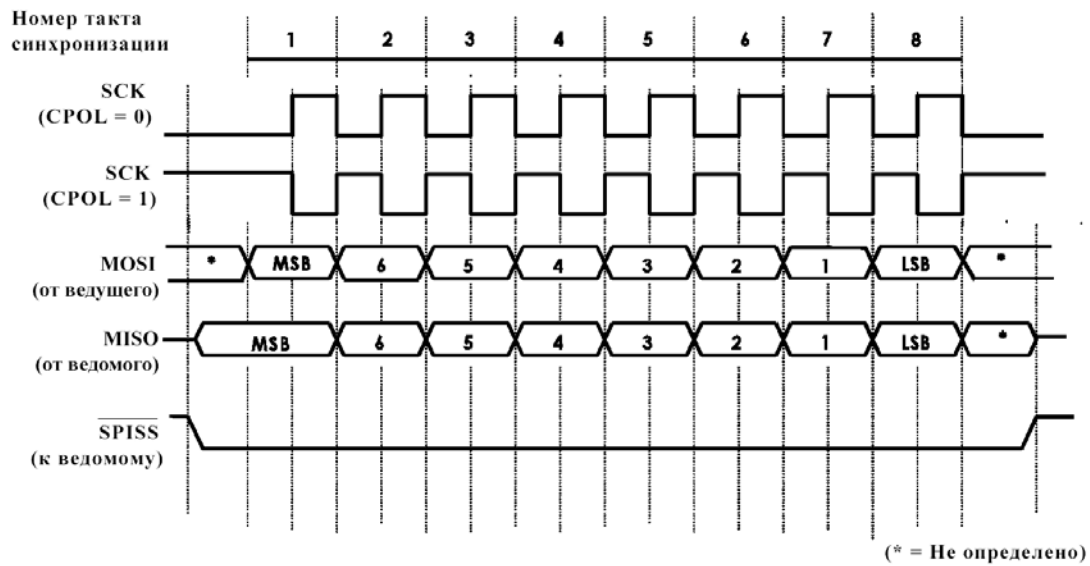 Номер такта
синхронизации
1 2 3 4 5 6 7 8
SCK
(CPOL = 0)
SCK
(CPOL = 1)
MOSI
(от ведущего)
* MSB 6 5 4 3 2 1 LSB *
MISO
(от ведомого)
MSB 6 5 4 3 2 1 LSB *
SPISS
(к ведомому)
(* = Не определено)